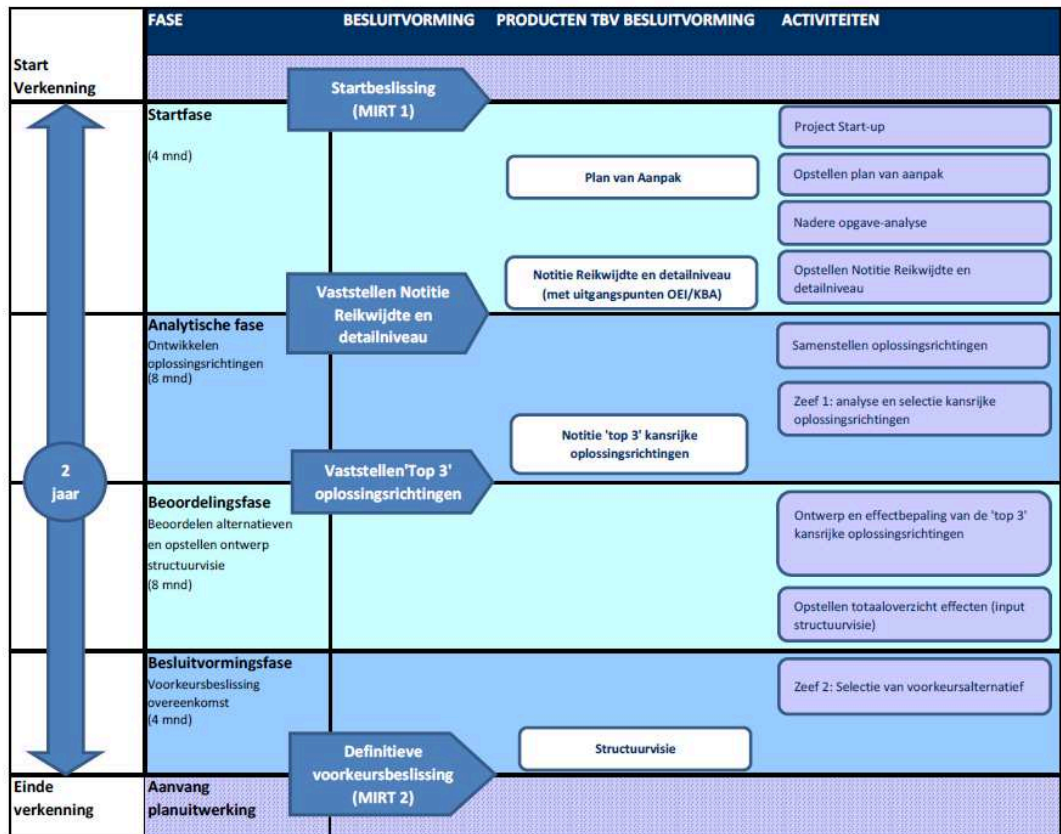 FASE
BESLUITVORMING
PRODUCTEN TBV BESLUITVORMING
ACTIVITEITEN
Start
Verkenning
Startbeslissing
(MIRT 1)
Startfase
(4 mnd)
Plan van Aanpak
Notitie Reikwijdte en detailniveau
(met uitgangspunten OEI/KBA)
Project Start-up
Opstellen plan van aanpak
Nadere opgave-analyse
Opstellen Notitie Reikwijdte en
detailniveau
Vaststellen Notitie
Reikwijdte en
detailniveau
Analytische fase
Ontwikkelen
oplossingsrichtingen
(8 mnd)
Notitie 'top 3' kansrijke
oplossingsrichtingen
Samenstellen oplossingsrichtingen
Zeef 1: analyse en selectie kansrijke
oplossingsrichtingen
2
jaar
Vaststellen'Top 3'
oplossingsrichtingen
Beoordelingsfase
Beoordelen alternatieven
en opstellen ontwerp
structuurvisie
(8 mnd)
Ontwerp en effectbepaling van de 'top 3'
kansrijke oplossingsrichtingen
Opstellen totaaloverzicht effecten (input
structuurvisie)
Besluitvormingsfase
Voorkeursbeslissing
overeenkomst
(4 mnd)
Structuurvisie
Zeef 2: Selectie van voorkeursalternatief
Definitieve
voorkeursbeslissing
(MIRT 2)
Einde
verkenning
Aanvang
planuitwerking